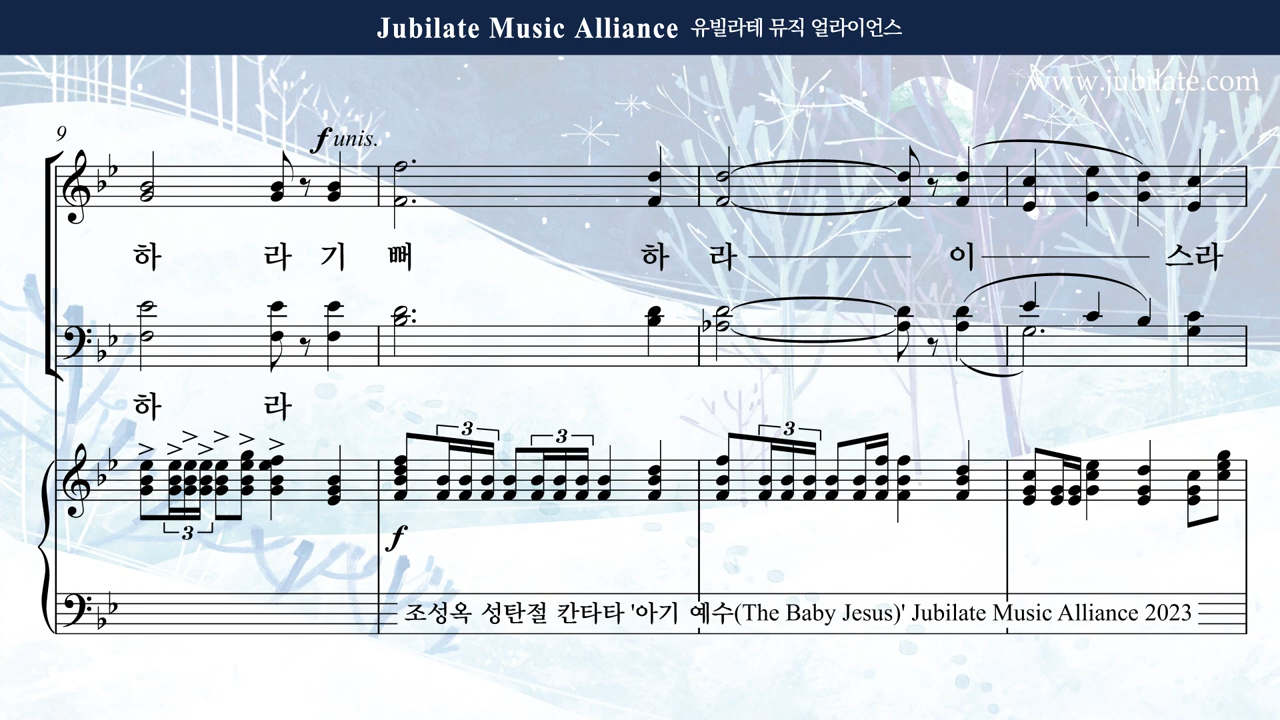 Jubilate Music Alliance 유빌라테 뮤직 얼라이언스
www.jubilate.com
9
f unis.
하 라 기 뻐 하 라 이 스라
하 라
3 3 3
3
f
조성옥 성탄절 칸타타 '아기 예수(The Baby Jesus)' Jubilate Music Alliance 2023